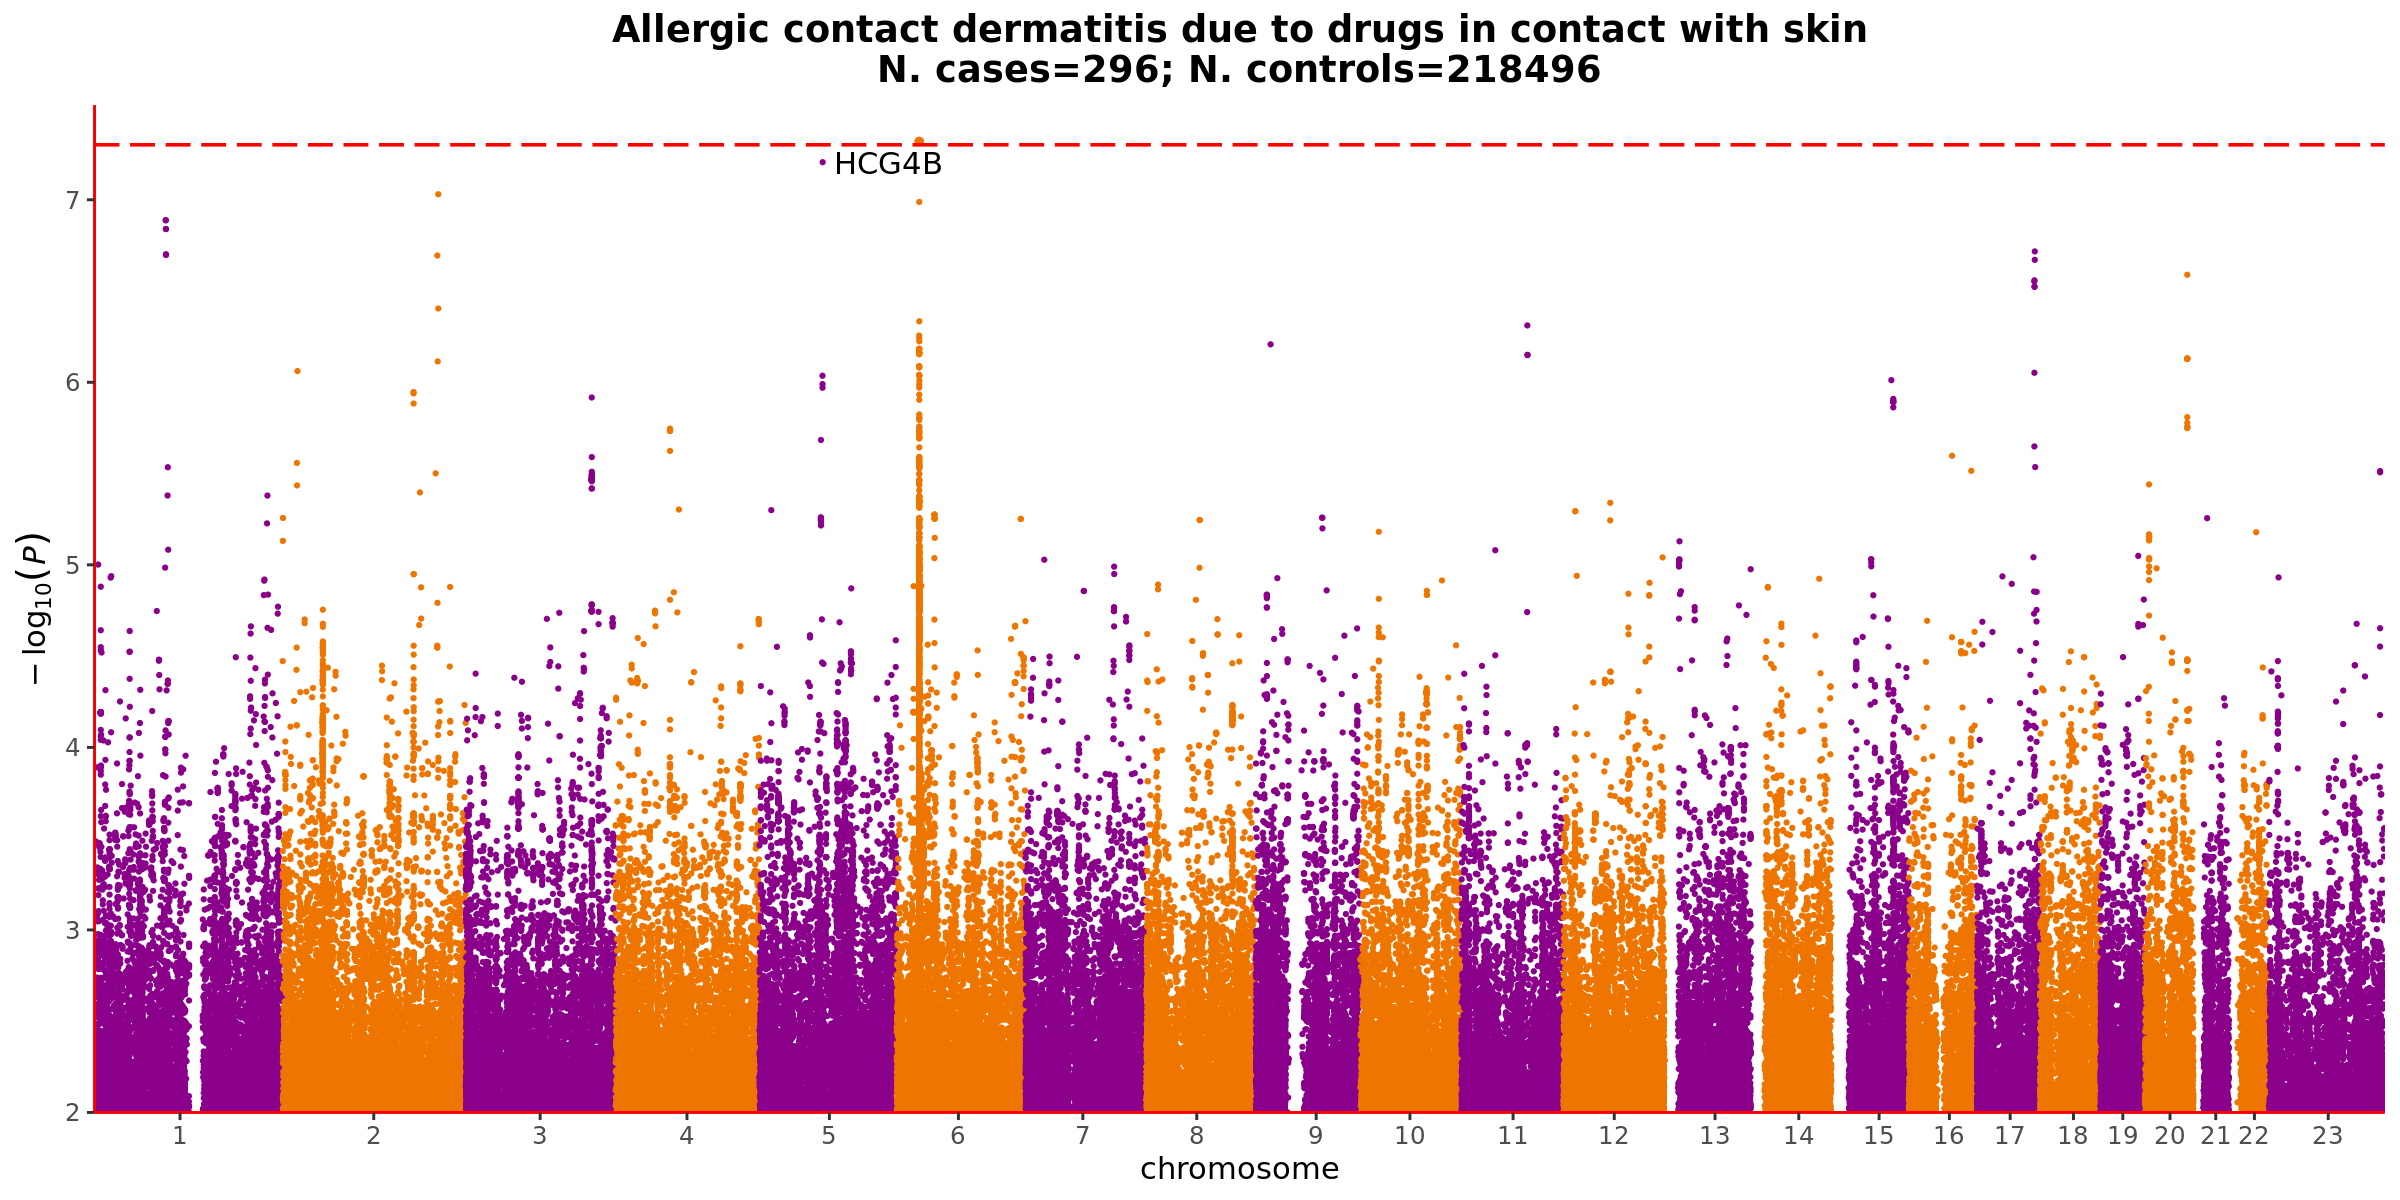 Allergic contact dermatitis due to drugs in contact with skin
N. cases=296; N. controls=218496
HCG4B
7
6
5
4
3
2
−log10(P)
1 2 3 4 5 6 7 8 9 10 11 12 13 14 15 16 17 18 19 20 21 22 23
chromosome